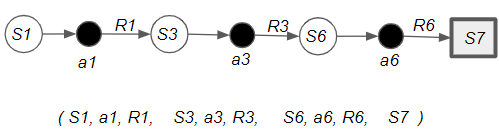 S1 R1 S3 R3 S6 R6 S7
a1 a3 a6
( S1, a1, R1, S3, a3, R3, S6, a6, R6, S7 )